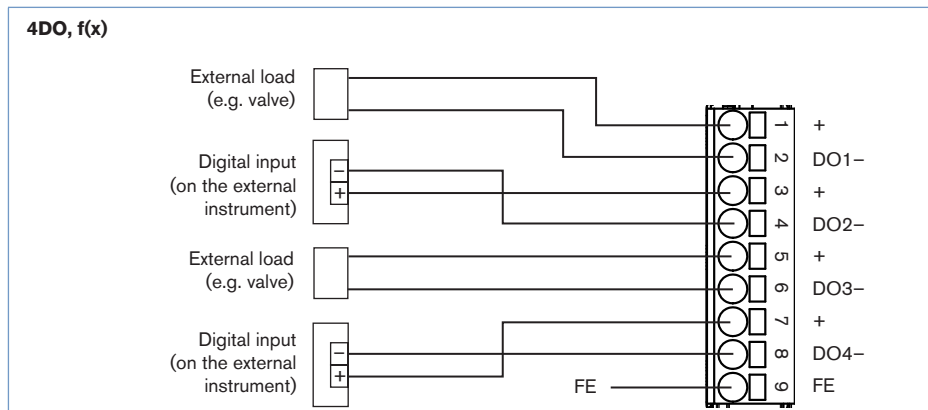 4DO, f(x)
External load
(e.g. valve)
Digital input
(on the external
instrument)
External load
(e.g. valve)
Digital input
(on the external
instrument)
−
+
−
+
FE
1 +
2 DO1−
3 +
4 DO2−
5 +
6 DO3−
7 +
8 DO4−
9 FE